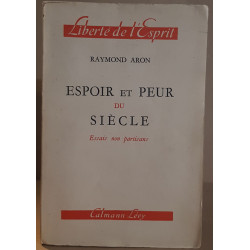 Liberté de l'Esprit
RAYMOND ARON
ESPOIR ET PEUR
DU
SIÈCLE
Essais non partisans
Calmann-Lévy